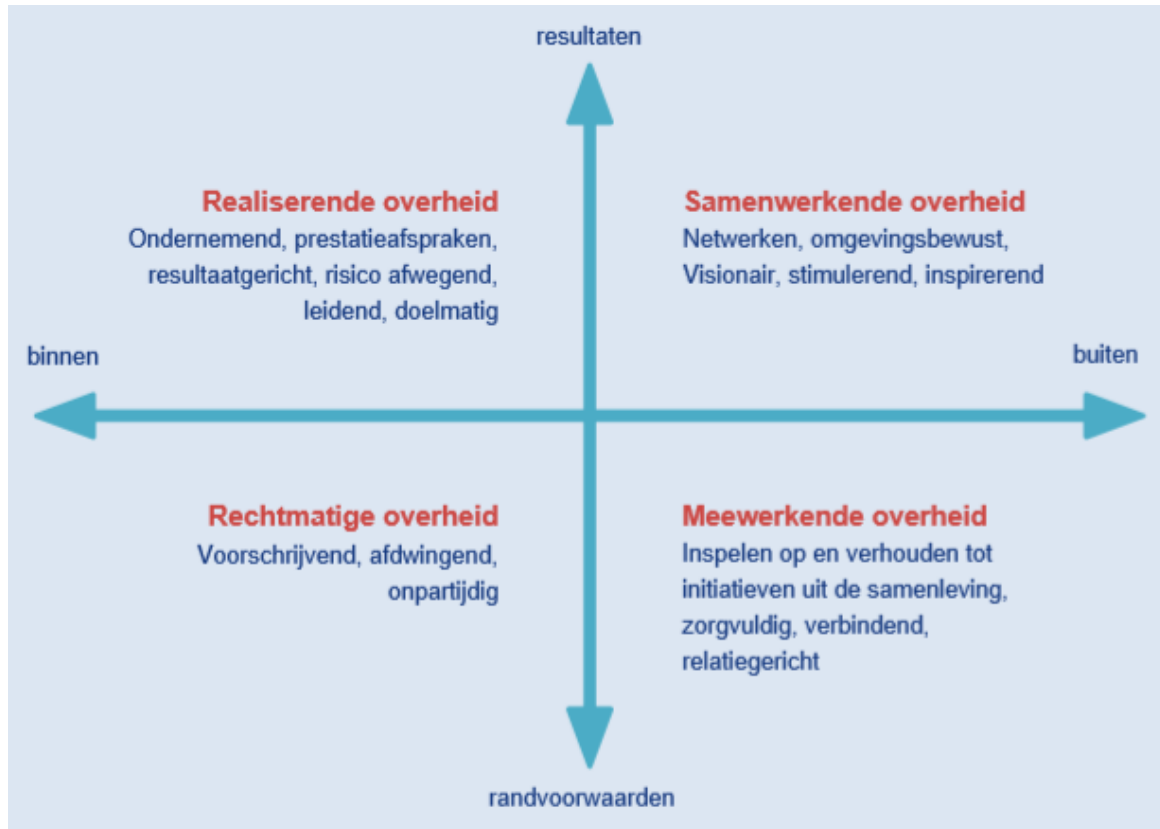 resultaten
Realiserende overheid
Ondernemend, prestatieafspraken,
resultaatgericht, risico afwegend,
leidend, doelmatig
Samenwerkende overheid
Netwerken, omgevingsbewust,
Visionair, stimulerend, inspirerend
binnen
buiten
Rechtmatige overheid
Voorschrijvend, afdwingend,
onpartijdig
Meewerkende overheid
Inspelen op en verhouden tot
initiatieven uit de samenleving,
zorgvuldig, verbindend,
relatiegericht
randvoorwaarden